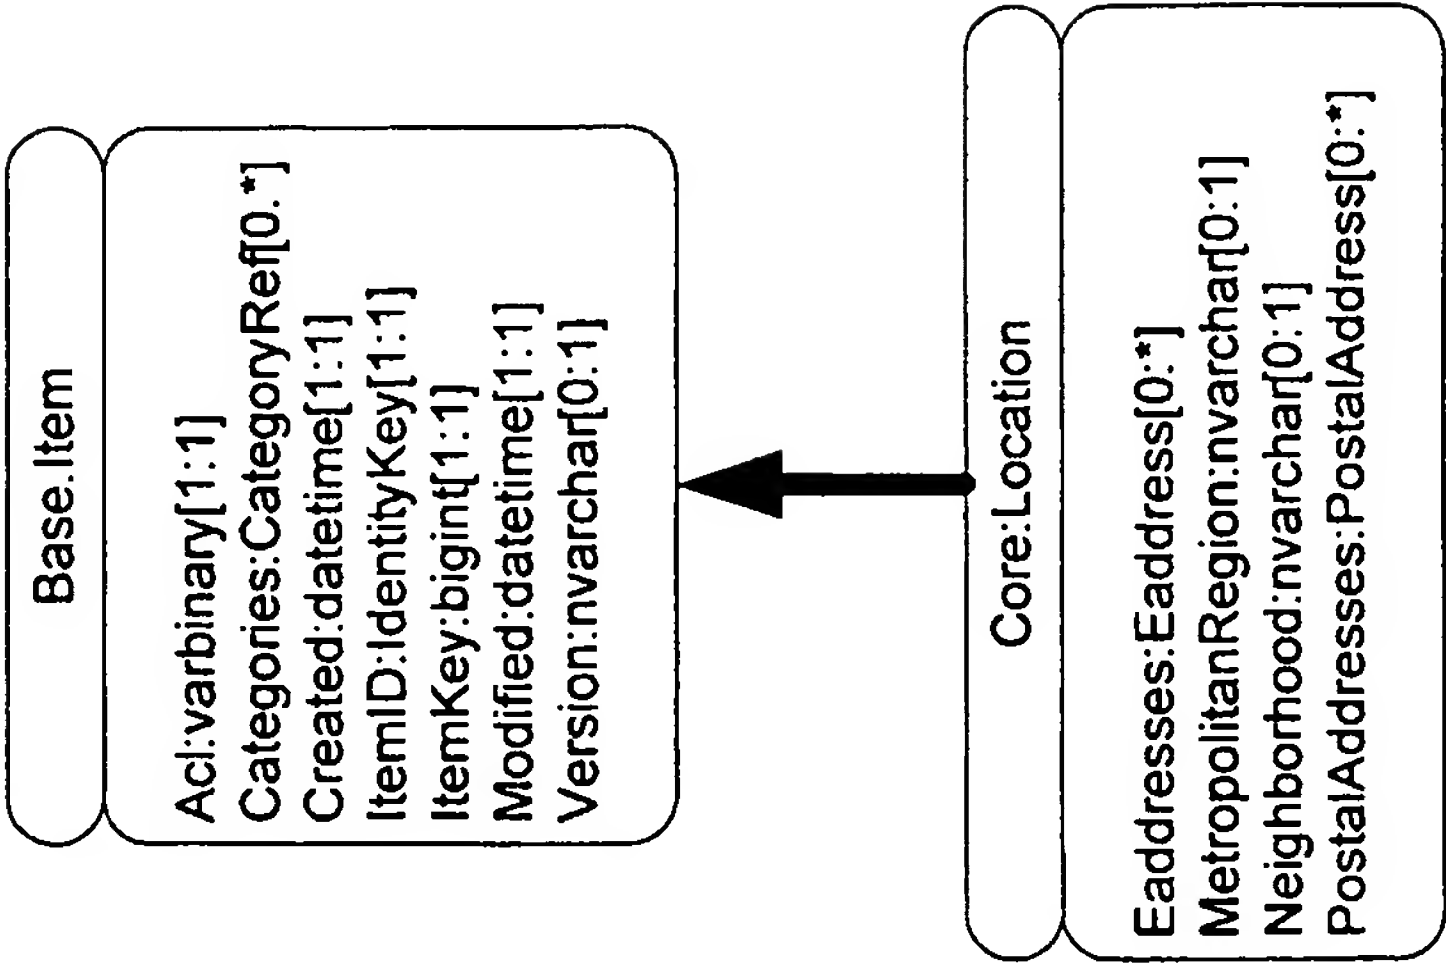 Base.Item
Acl:varbinary[1:1]
Categories:CategoryRef[0.*]
Created:datetime[1:1]
ItemID:IdentityKey[1:1]
ItemKey:bigint[1:1]
Modified:datetime[1:1]
Version:nvarchar[0:1]
Core:Location
Eaddresses:Eaddress[0:*]
MetropolitanRegion:nvarchar[0:1]
Neighborhood:nvarchar[0:1]
PostalAddresses:PostalAddress[0:*]